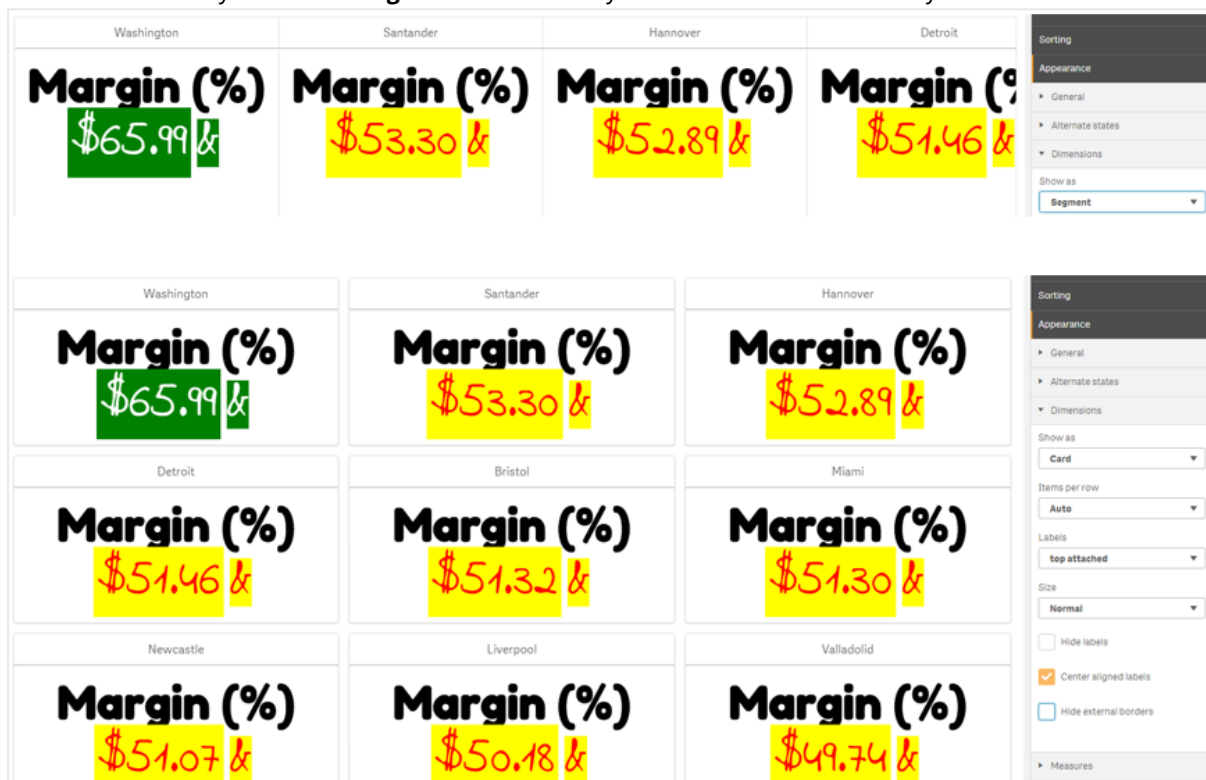 Washington Santander Hannover Detroit
Margin (%) Margin (%) Margin (%) Margin (
$65.99 & $53.30 & $52.89 & $51.46 &
Sorting
Appearance
General
Alternate states
Dimensions
Show as
Segment
Washington Santander Hannover
Margin (%) Margin (%) Margin (%)
$65.99 & $53.30 & $52.89 &
Detroit Bristol Miami
Margin (%) Margin (%) Margin (%)
$51.46 & $51.32 & $51.30 &
Newcastle Liverpool Valladolid
Margin (%) Margin (%) Margin (%)
$51.07 & $50.18 & $49.74 &
Sorting
Appearance
General
Alternate states
Dimensions
Show as
Card
Items per row
Auto
Labels
top attached
Size
Normal
Hide labels
Center aligned labels
Hide external borders
Measures